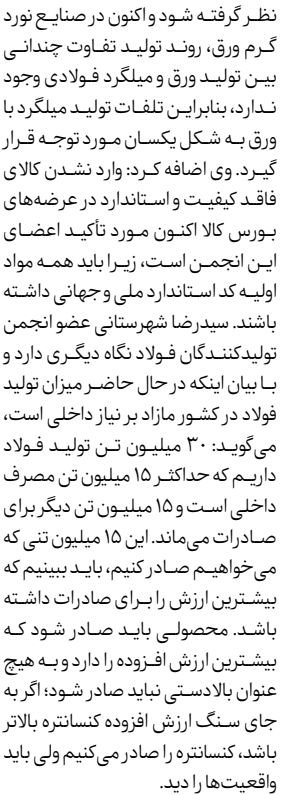 نظر گرفته شود و اکنون در صنایع نورد
گرم ورق، روند تولید تفاوت چندانی
بین تولید ورق و میلگرد فولادی وجود
ندارد، بنابراین تلفات تولید میلگرد با
ورق به شکل یکسان مورد توجه قرار
گیرد. وی اضافه کرد: وارد نشدن کالای
فاقد کیفیت و استاندارد در عرضه‌های
بورس کالا اکنون مورد تأکید اعضای
این انجمن است، زیرا باید همه مواد
اولیه کد استاندارد ملی و جهانی داشته
باشند. سیدرضا شهرستانی عضو انجمن
تولیدکنندگان فولاد نگاه دیگری دارد و
با بیان اینکه در حال حاضر میزان تولید
فولاد در کشور مازاد بر نیاز داخلی است،
می‌گوید: ۳۰ میلیون تن تولید فولاد
داریم که حداکثر ۱۵ میلیون تن مصرف
داخلی است و ۱۵ میلیون تن دیگر برای
صادرات می‌ماند. این ۱۵ میلیون تنی که
می‌خواهیم صادر کنیم، باید ببینیم که
بیشترین ارزش را برای صادرات داشته
باشد. محصولی باید صادر شود که
بیشترین ارزش افزوده را دارد و به هیچ
عنوان بالادستی نباید صادر شود؛ اگر به
جای سنگ ارزش افزوده کنسانتره بالاتر
باشد، کنسانتره را صادر می‌کنیم ولی باید
واقعیت‌ها را دید.